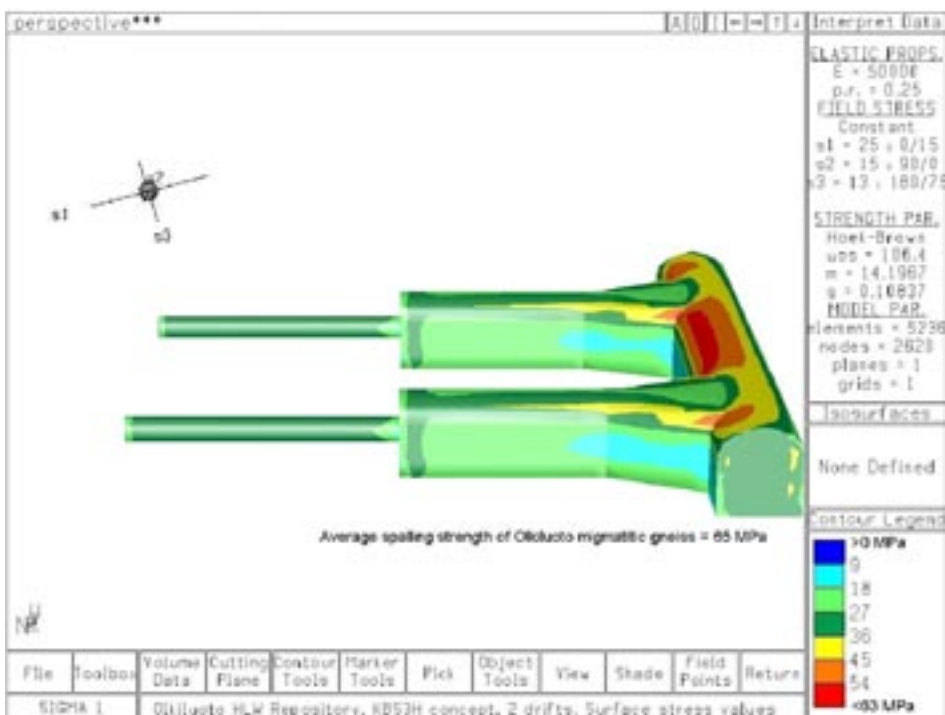 perspective***
A O I ← → ↑ ↓
Interpret Data
ELASTIC PROPS.
E = 50000
p.r. = 0.25
FIELD STRESS
Constant
s1 = 25 : 0/15
s2 = 15 : 90/0
s3 = 13 : 180/75
STRENGTH PAR.
Hoek-Brown
ucs = 106.4
m = 14.1967
s = 0.10837
MODEL PAR.
elements = 5236
nodes = 2620
planes = 1
grids = 1
Isosurfaces
None Defined
Contour Legend
>0 MPa
9
18
27
36
45
54
<63 MPa
s1
s3
Average spalling strength of Olkiluoto migmatitic gneiss = 65 MPa
File
Toolbox
Volume Data
Cutting Plane
Contour Tools
Marker Tools
Pick
Object Tools
View
Shade
Field Points
Return
SIGMA 1
Olkiluoto HLW Repository, KBS3H concept, 2 drifts, Surface stress values